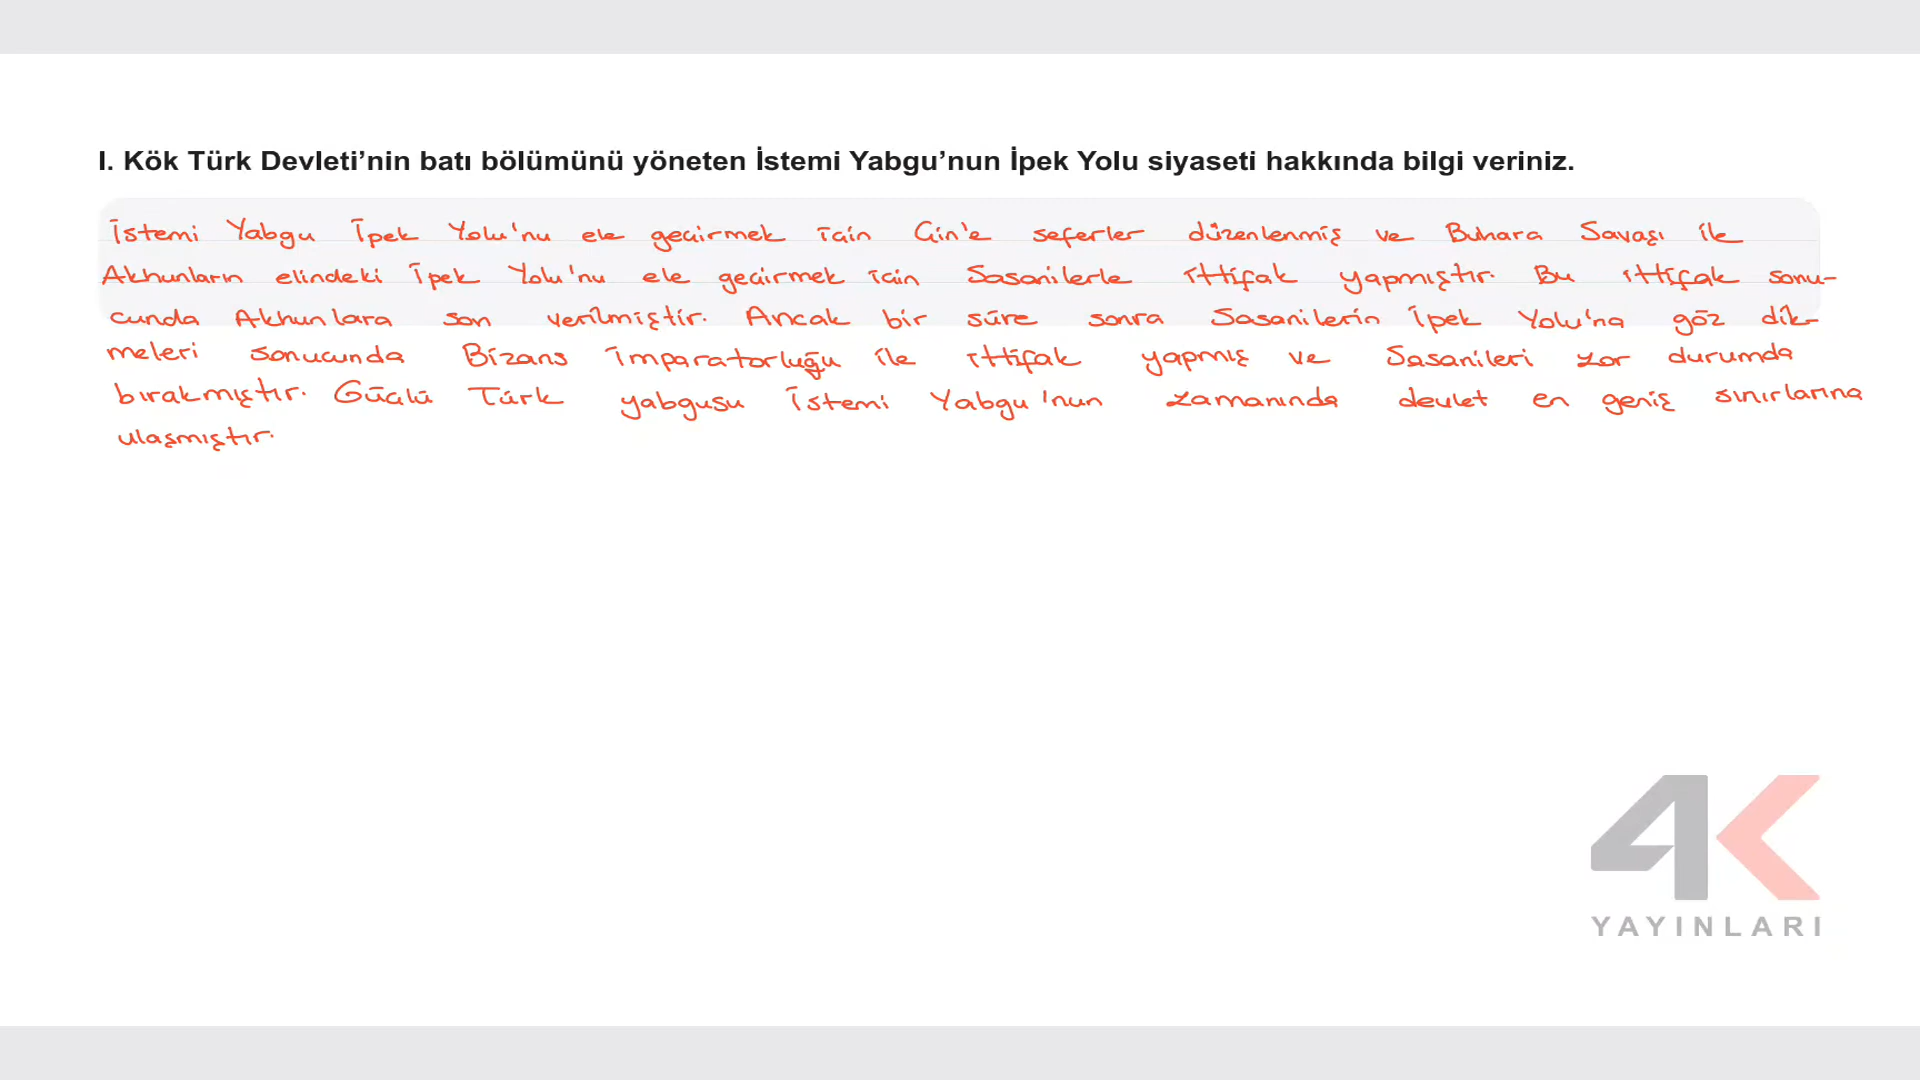 I. Kök Türk Devleti’nin batı bölümünü yöneten İstemi Yabgu’nun İpek Yolu siyaseti hakkında bilgi veriniz.
İstemi Yabgu İpek Yolu'nu ele geçirmek için Çin'e seferler düzenlenmiş ve Buhara Savaşı ile
Akhunların elindeki İpek Yolu'nu ele geçirmek için Sasanilerle ittifak yapmıştır. Bu ittifak sonu-
cunda Akhunlara son verilmiştir. Ancak bir süre sonra Sasanilerin İpek Yolu'na göz dik-
meleri sonucunda Bizans İmparatorluğu ile ittifak yapmış ve Sasanileri zor durumda
bırakmıştır. Güçlü Türk yabgusu İstemi Yabgu'nun zamanında devlet en geniş sınırlarına
ulaşmıştır.
4K
YAYINLARI